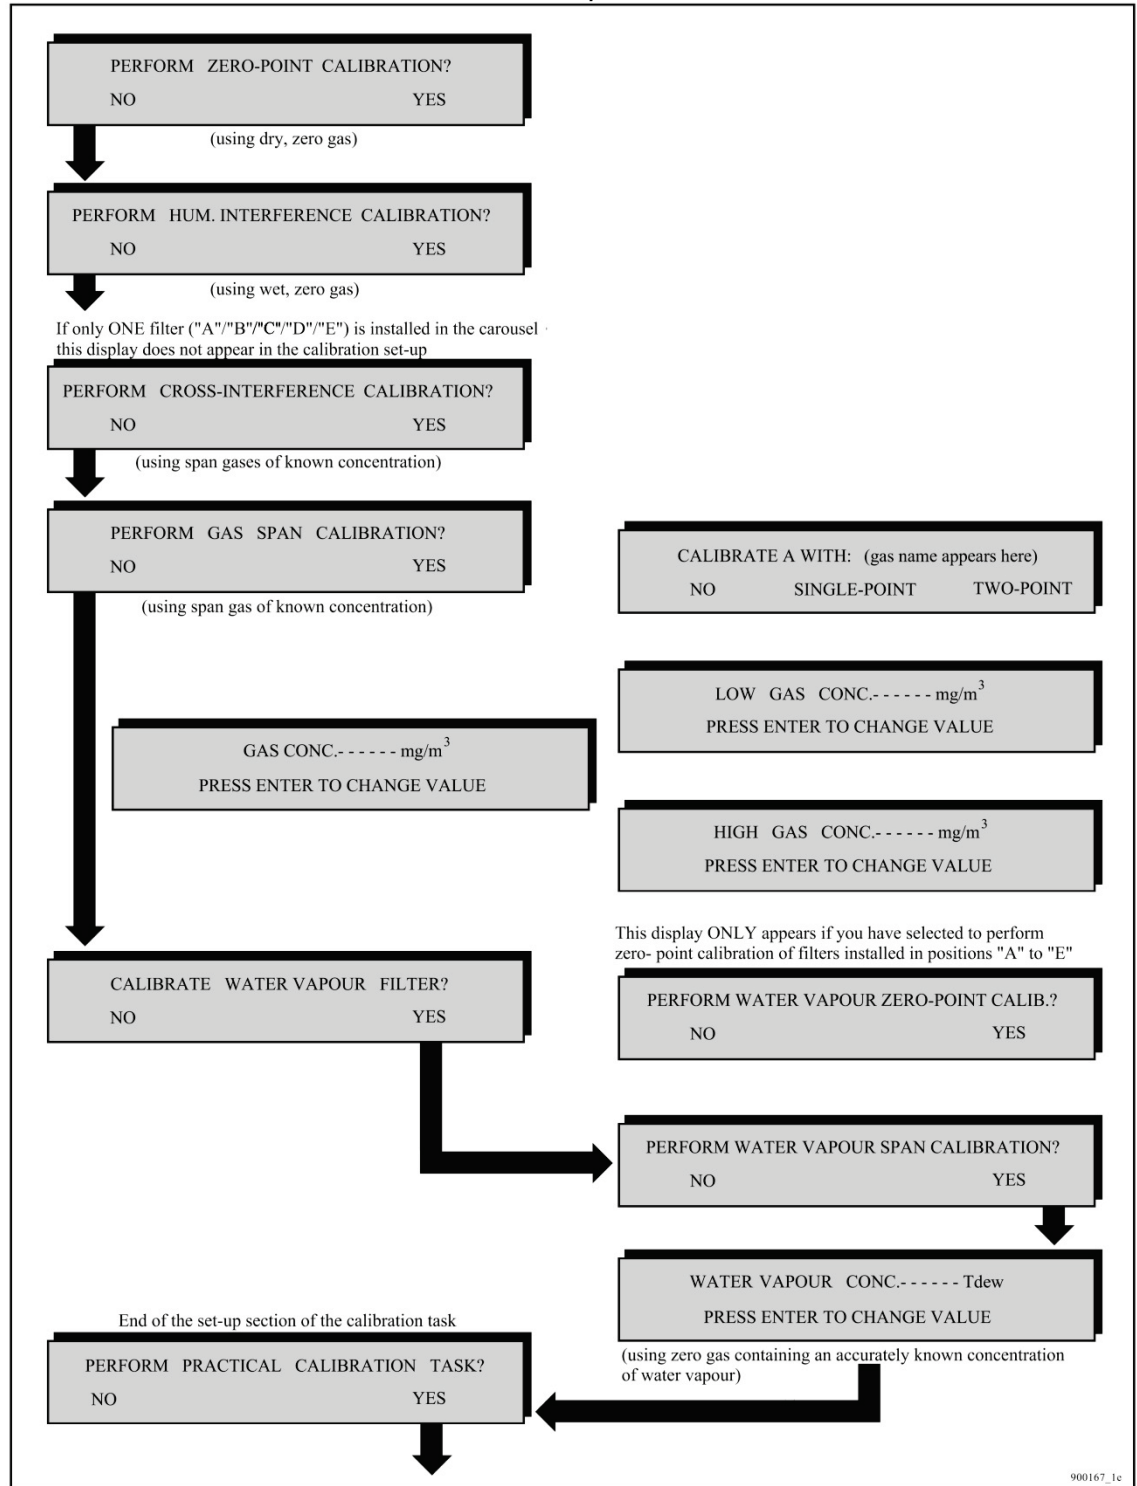 PERFORM ZERO-POINT CALIBRATION?
NO YES
(using dry, zero gas)
PERFORM HUM. INTERFERENCE CALIBRATION?
NO YES
(using wet, zero gas)
If only ONE filter ("A"/"B"/"C"/"D"/"E") is installed in the carousel
this display does not appear in the calibration set-up
PERFORM CROSS-INTERFERENCE CALIBRATION?
NO YES
(using span gases of known concentration)
PERFORM GAS SPAN CALIBRATION?
NO YES
(using span gas of known concentration)
CALIBRATE A WITH: (gas name appears here)
NO SINGLE-POINT TWO-POINT
LOW GAS CONC.- - - - - - mg/m³
PRESS ENTER TO CHANGE VALUE
GAS CONC.- - - - - - mg/m³
PRESS ENTER TO CHANGE VALUE
HIGH GAS CONC.- - - - - - mg/m³
PRESS ENTER TO CHANGE VALUE
This display ONLY appears if you have selected to perform
zero- point calibration of filters installed in positions "A" to "E"
CALIBRATE WATER VAPOUR FILTER?
NO YES
PERFORM WATER VAPOUR ZERO-POINT CALIB.?
NO YES
PERFORM WATER VAPOUR SPAN CALIBRATION?
NO YES
WATER VAPOUR CONC.- - - - - - Tdew
PRESS ENTER TO CHANGE VALUE
(using zero gas containing an accurately known concentration
of water vapour)
End of the set-up section of the calibration task
PERFORM PRACTICAL CALIBRATION TASK?
NO YES
900167_1e